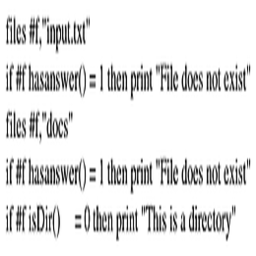 files #f,"input.txt"
if #f hasanswer() = 1 then print "File does not exist"
files #f,"docs"
if #f hasanswer() = 1 then print "File does not exist"
if #f isDir()    = 0 then print "This is a directory"